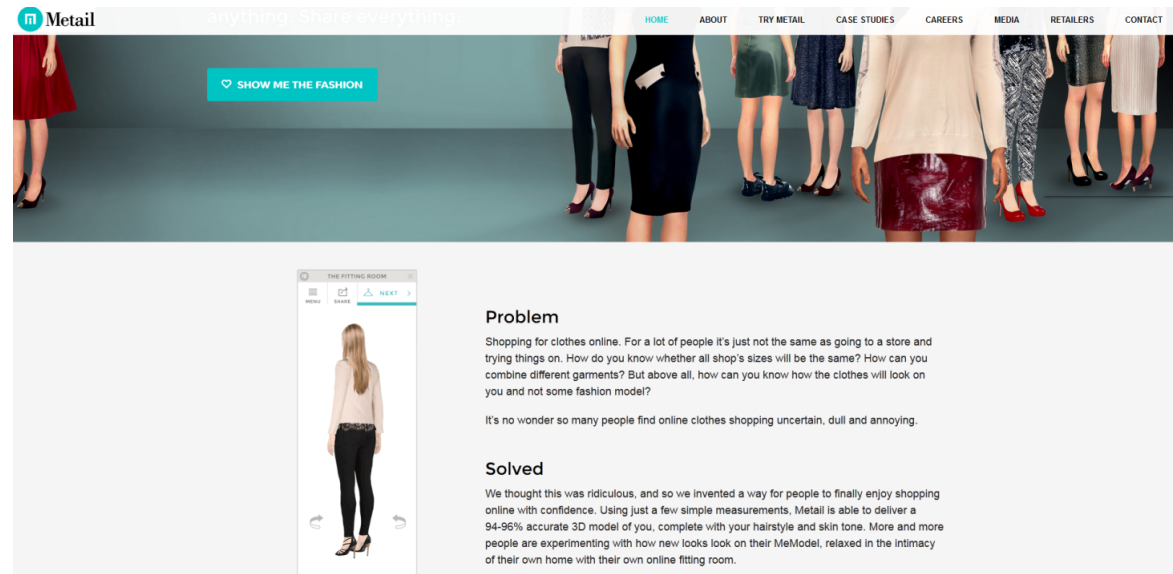 anything. Share everything.
Metail
HOME ABOUT TRY METAIL CASE STUDIES CAREERS MEDIA RETAILERS CONTACT
SHOW ME THE FASHION
THE FITTING ROOM
MENU SHARE NEXT
Problem
Shopping for clothes online. For a lot of people it's just not the same as going to a store and
trying things on. How do you know whether all shop's sizes will be the same? How can you
combine different garments? But above all, how can you know how the clothes will look on
you and not some fashion model?
It's no wonder so many people find online clothes shopping uncertain, dull and annoying.
Solved
We thought this was ridiculous, and so we invented a way for people to finally enjoy shopping
online with confidence. Using just a few simple measurements, Metail is able to deliver a
94-96% accurate 3D model of you, complete with your hairstyle and skin tone. More and more
people are experimenting with how new looks look on their MeModel, relaxed in the intimacy
of their own home with their own online fitting room.